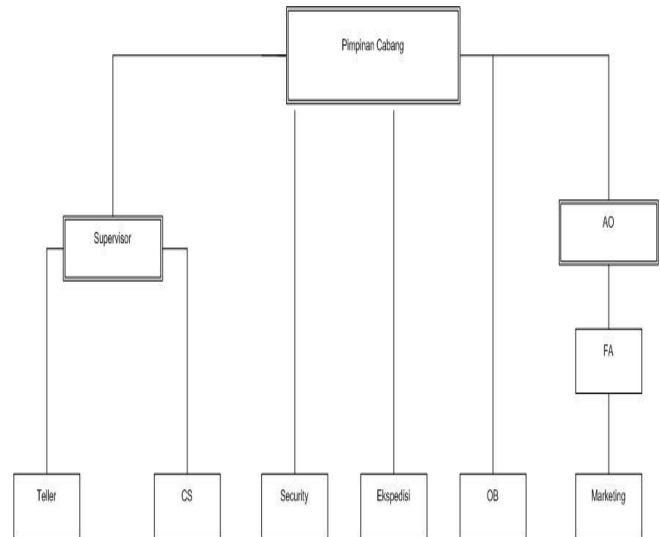 Pimpinan Cabang
Supervisor
AO
FA
Teller
CS
Security
Ekspedisi
OB
Marketing